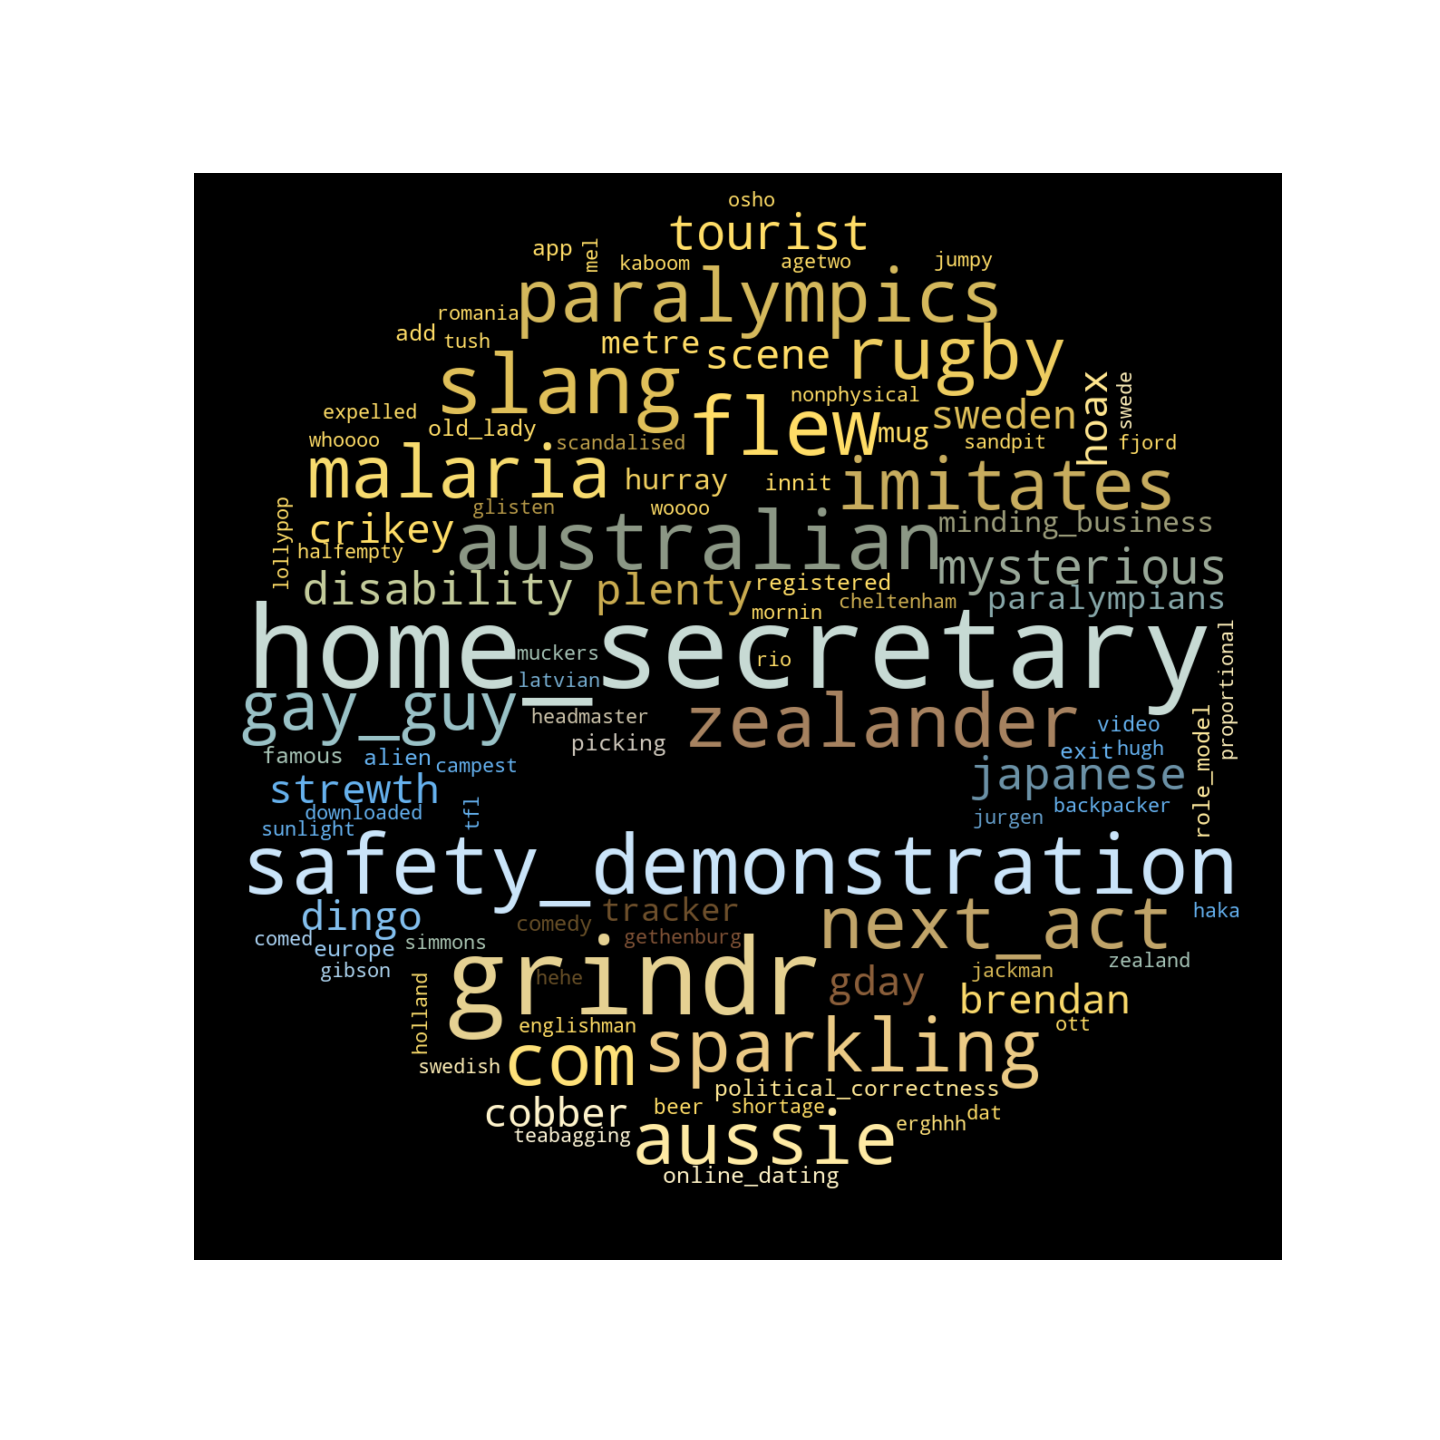 osho
tourist
app
mel
kaboom
agetwo
jumpy
paralympics
romania
add
tush
metre
scene
rugby
slang
flew
nonphysical
hoax
swede
expelled
old_lady
sweden
whoooo
scandalised
mug
sandpit
fjord
malaria
hurray
innit
imitates
lollypop
glisten
woooo
crikey
australian
minding_business
halfempty
mysterious
disability
plenty
registered
cheltenham
paralympians
mornin
home_secretary
muckers
rio
proportional
latvian
gay_guy
headmaster
zealander
video
role_model
picking
famous
alien
campest
exit
hugh
strewth
japanese
downloaded
tfl
backpacker
sunlight
jurgen
safety_demonstration
dingo
tracker
next_act
haka
comedy
comed
europe
simmons
gethenburg
gibson
grindr
hehe
zealand
jackman
gday
brendan
holland
englishman
ott
com
sparkling
swedish
political_correctness
cobber
beer
shortage
dat
teabagging
aussie
erghhh
online_dating